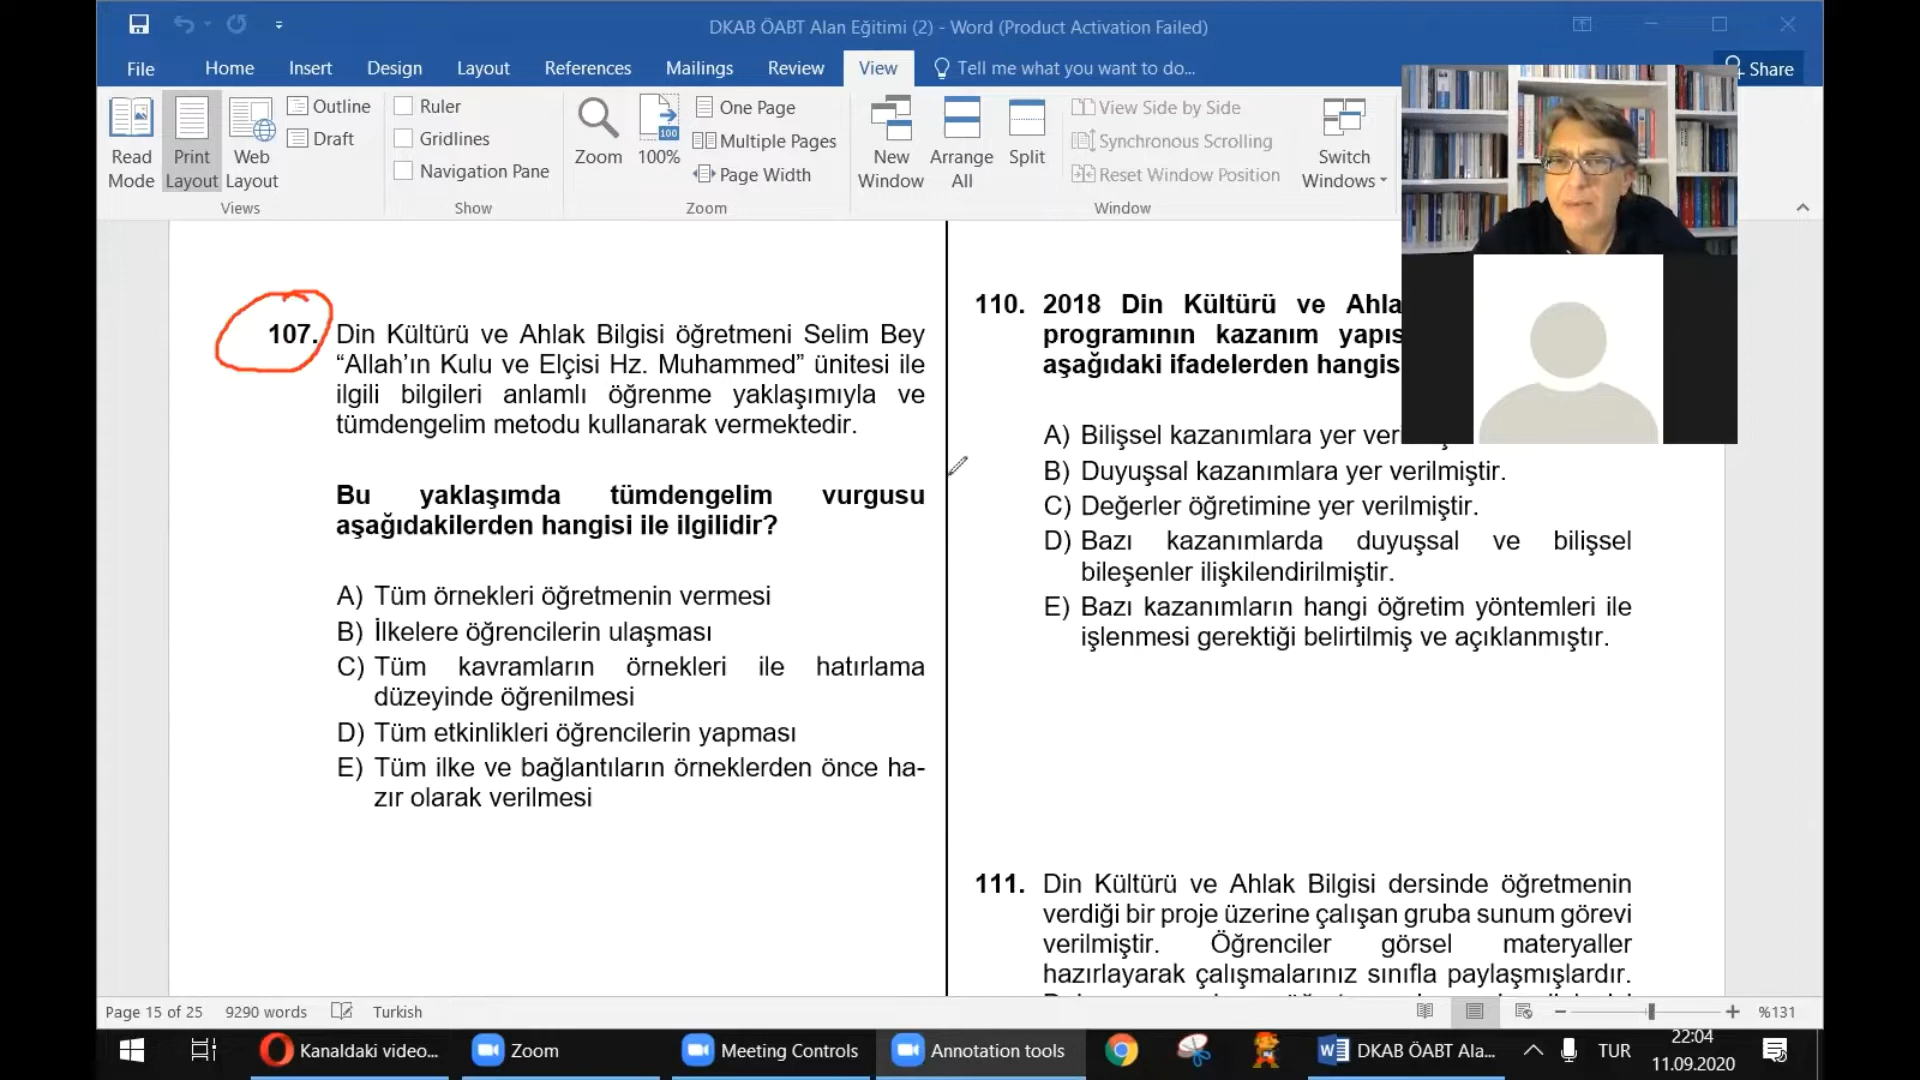 DKAB ÖABT Alan Eğitimi (2) - Word (Product Activation Failed)
File Home Insert Design Layout References Mailings Review View Tell me what you want to do... Share
Read Mode
Print Layout
Web Layout
Outline
Draft
Views
Ruler
Gridlines
Navigation Pane
Show
Zoom
100
100%
One Page
Multiple Pages
Page Width
Zoom
New Window
Arrange All
Split
View Side by Side
Synchronous Scrolling
Reset Window Position
Window
Switch Windows
107. Din Kültürü ve Ahlak Bilgisi öğretmeni Selim Bey
“Allah’ın Kulu ve Elçisi Hz. Muhammed” ünitesi ile
ilgili bilgileri anlamlı öğrenme yaklaşımıyla ve
tümdengelim metodu kullanarak vermektedir.
Bu yaklaşımda tümdengelim vurgusu
aşağıdakilerden hangisi ile ilgilidir?
A) Tüm örnekleri öğretmenin vermesi
B) İlkelere öğrencilerin ulaşması
C) Tüm kavramların örnekleri ile hatırlama
düzeyinde öğrenilmesi
D) Tüm etkinlikleri öğrencilerin yapması
E) Tüm ilke ve bağlantıların örneklerden önce ha-
zır olarak verilmesi
110. 2018 Din Kültürü ve Ahla
programının kazanım yapıs
aşağıdaki ifadelerden hangis
A) Bilişsel kazanımlara yer veri
B) Duyuşsal kazanımlara yer verilmiştir.
C) Değerler öğretimine yer verilmiştir.
D) Bazı kazanımlarda duyuşsal ve bilişsel
bileşenler ilişkilendirilmiştir.
E) Bazı kazanımların hangi öğretim yöntemleri ile
işlenmesi gerektiği belirtilmiş ve açıklanmıştır.
111. Din Kültürü ve Ahlak Bilgisi dersinde öğretmenin
verdiği bir proje üzerine çalışan gruba sunum görevi
verilmiştir. Öğrenciler görsel materyaller
hazırlayarak çalışmalarınız sınıfla paylaşmışlardır.
Page 15 of 25 9290 words Turkish %131
Kanaldaki video... Zoom Meeting Controls Annotation tools DKAB ÖABT Ala... TUR 22:04
11.09.2020